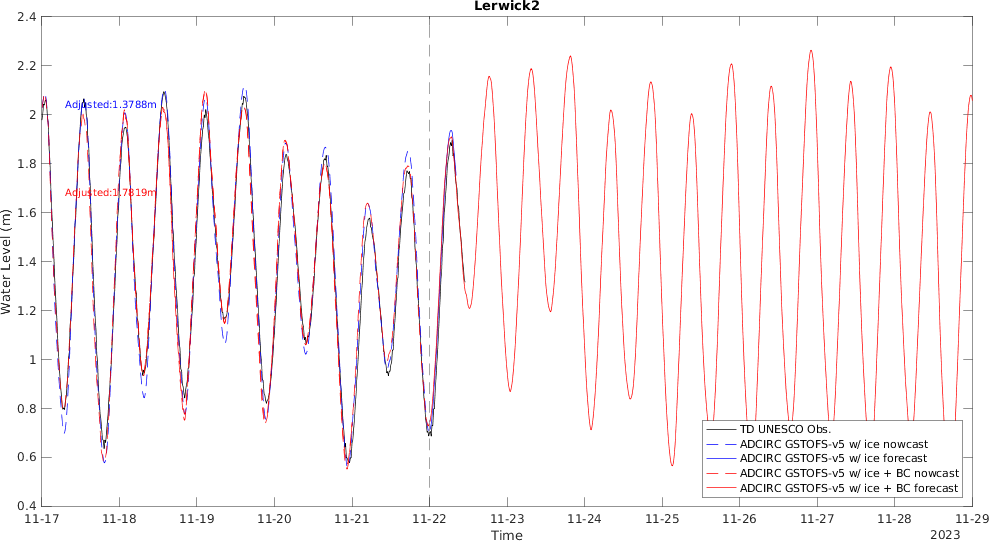 Lerwick2
2.4
2.2
2
1.8
1.6
1.4
1.2
1
0.8
0.6
0.4
Water Level (m)
Adjusted:1.3788m
Adjusted:1.7819m
TD UNESCO Obs.
ADCIRC GSTOFS-v5 w/ ice nowcast
ADCIRC GSTOFS-v5 w/ ice forecast
ADCIRC GSTOFS-v5 w/ ice + BC nowcast
ADCIRC GSTOFS-v5 w/ ice + BC forecast
11-17 11-18 11-19 11-20 11-21 11-22 11-23 11-24 11-25 11-26 11-27 11-28 11-29
Time
2023